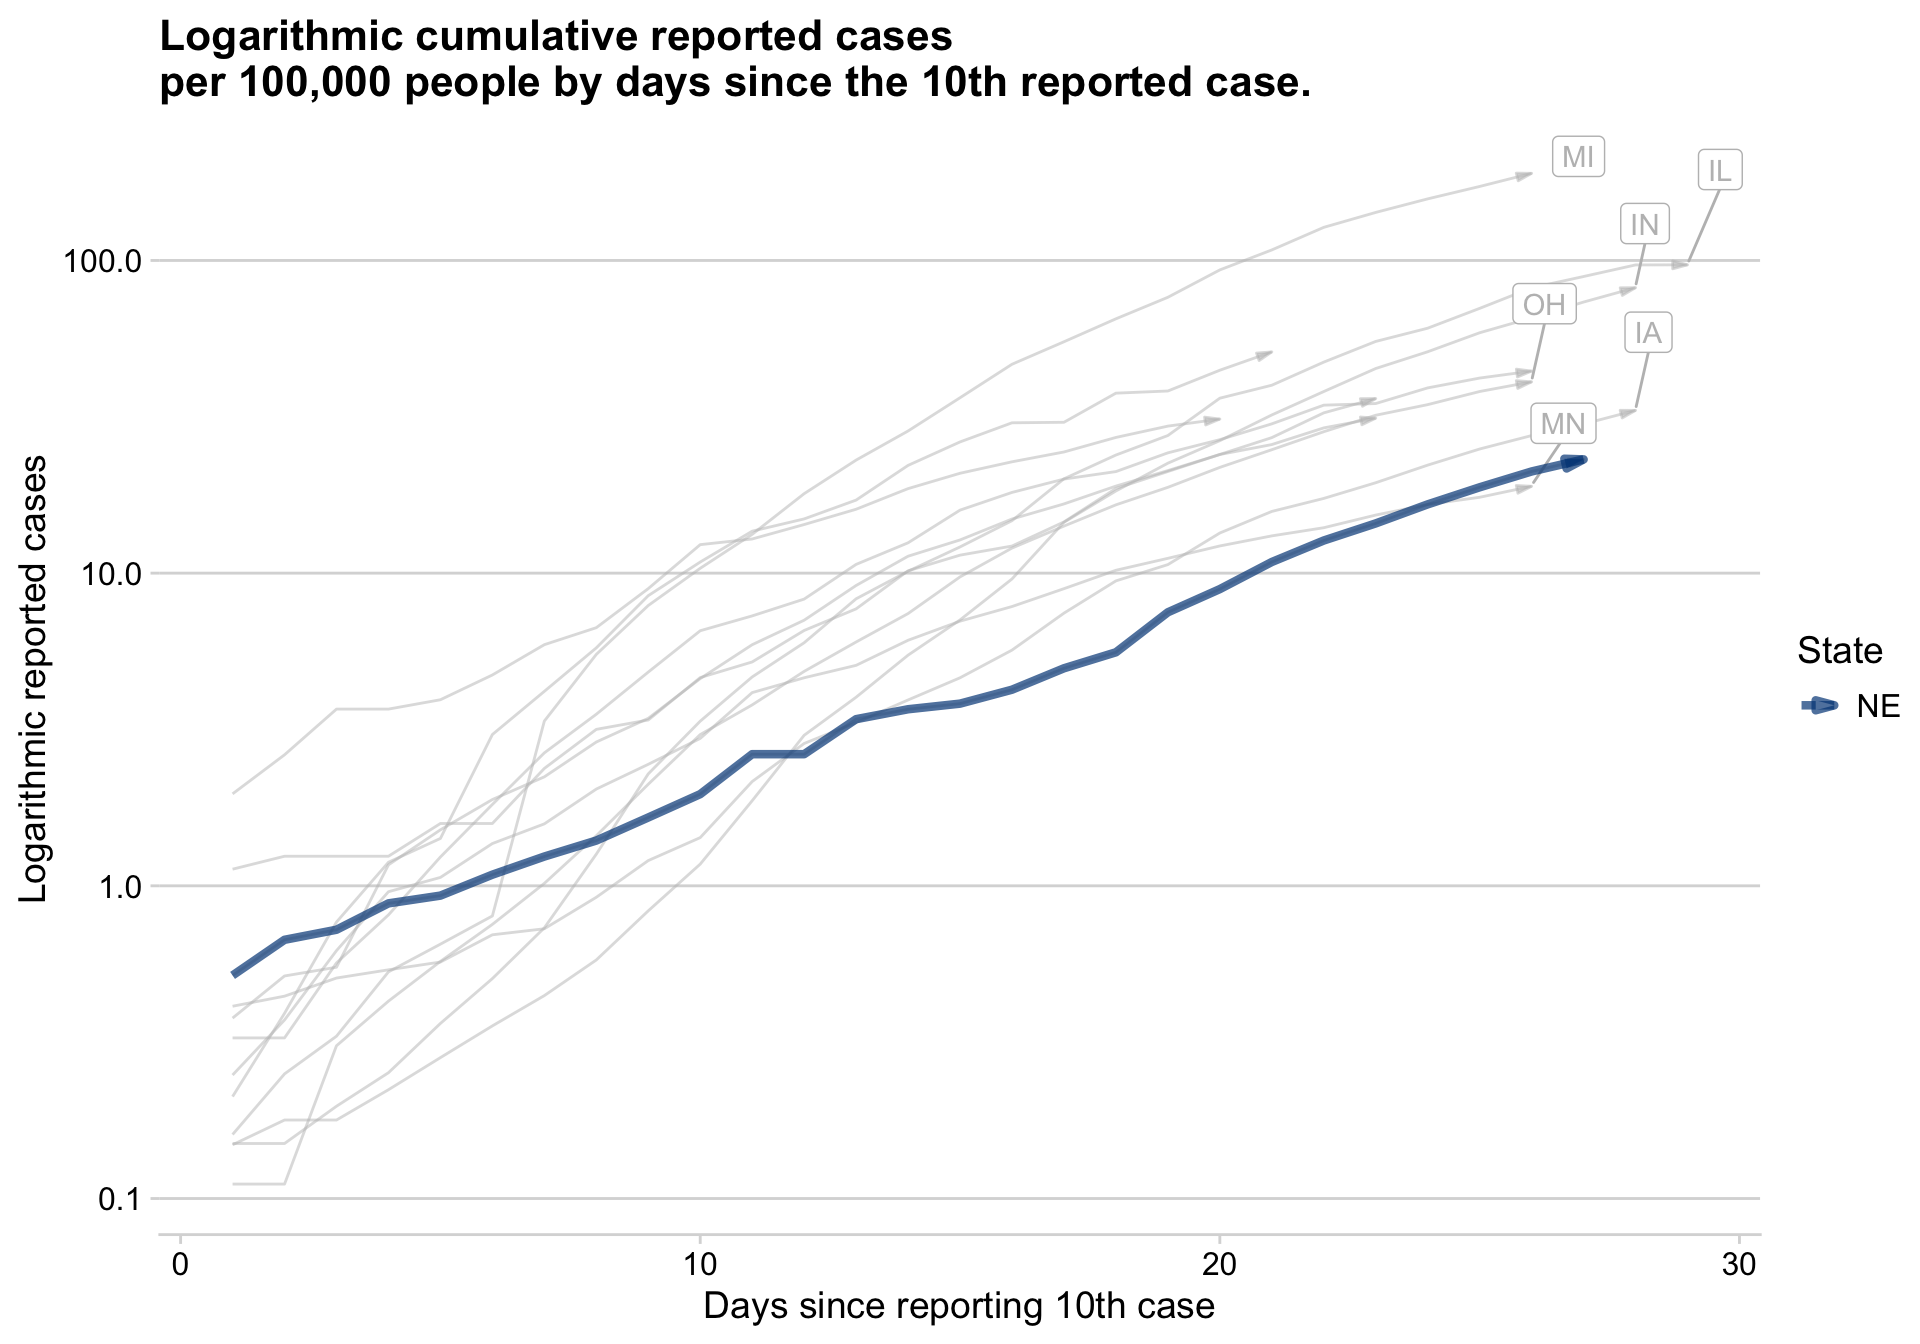 Logarithmic cumulative reported cases
per 100,000 people by days since the 10th reported case.
MI
IL
IN
100.0
OH
IA
MN
10.0
1.0
0.1
Logarithmic reported cases
State
NE
0
10
20
30
Days since reporting 10th case